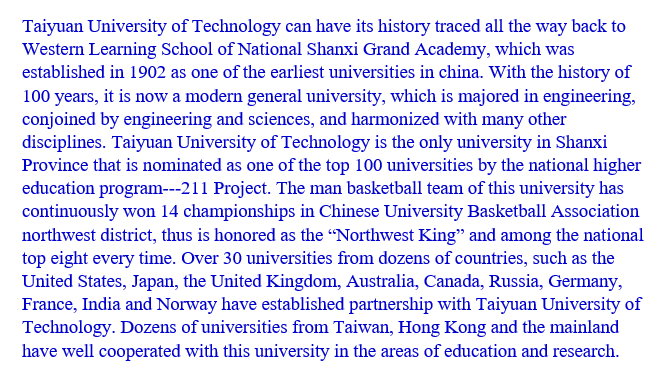 Taiyuan University of Technology can have its history traced all the way back to
Western Learning School of National Shanxi Grand Academy, which was
established in 1902 as one of the earliest universities in china. With the history of
100 years, it is now a modern general university, which is majored in engineering,
conjoined by engineering and sciences, and harmonized with many other
disciplines. Taiyuan University of Technology is the only university in Shanxi
Province that is nominated as one of the top 100 universities by the national higher
education program---211 Project. The man basketball team of this university has
continuously won 14 championships in Chinese University Basketball Association
northwest district, thus is honored as the “Northwest King” and among the national
top eight every time. Over 30 universities from dozens of countries, such as the
United States, Japan, the United Kingdom, Australia, Canada, Russia, Germany,
France, India and Norway have established partnership with Taiyuan University of
Technology. Dozens of universities from Taiwan, Hong Kong and the mainland
have well cooperated with this university in the areas of education and research.